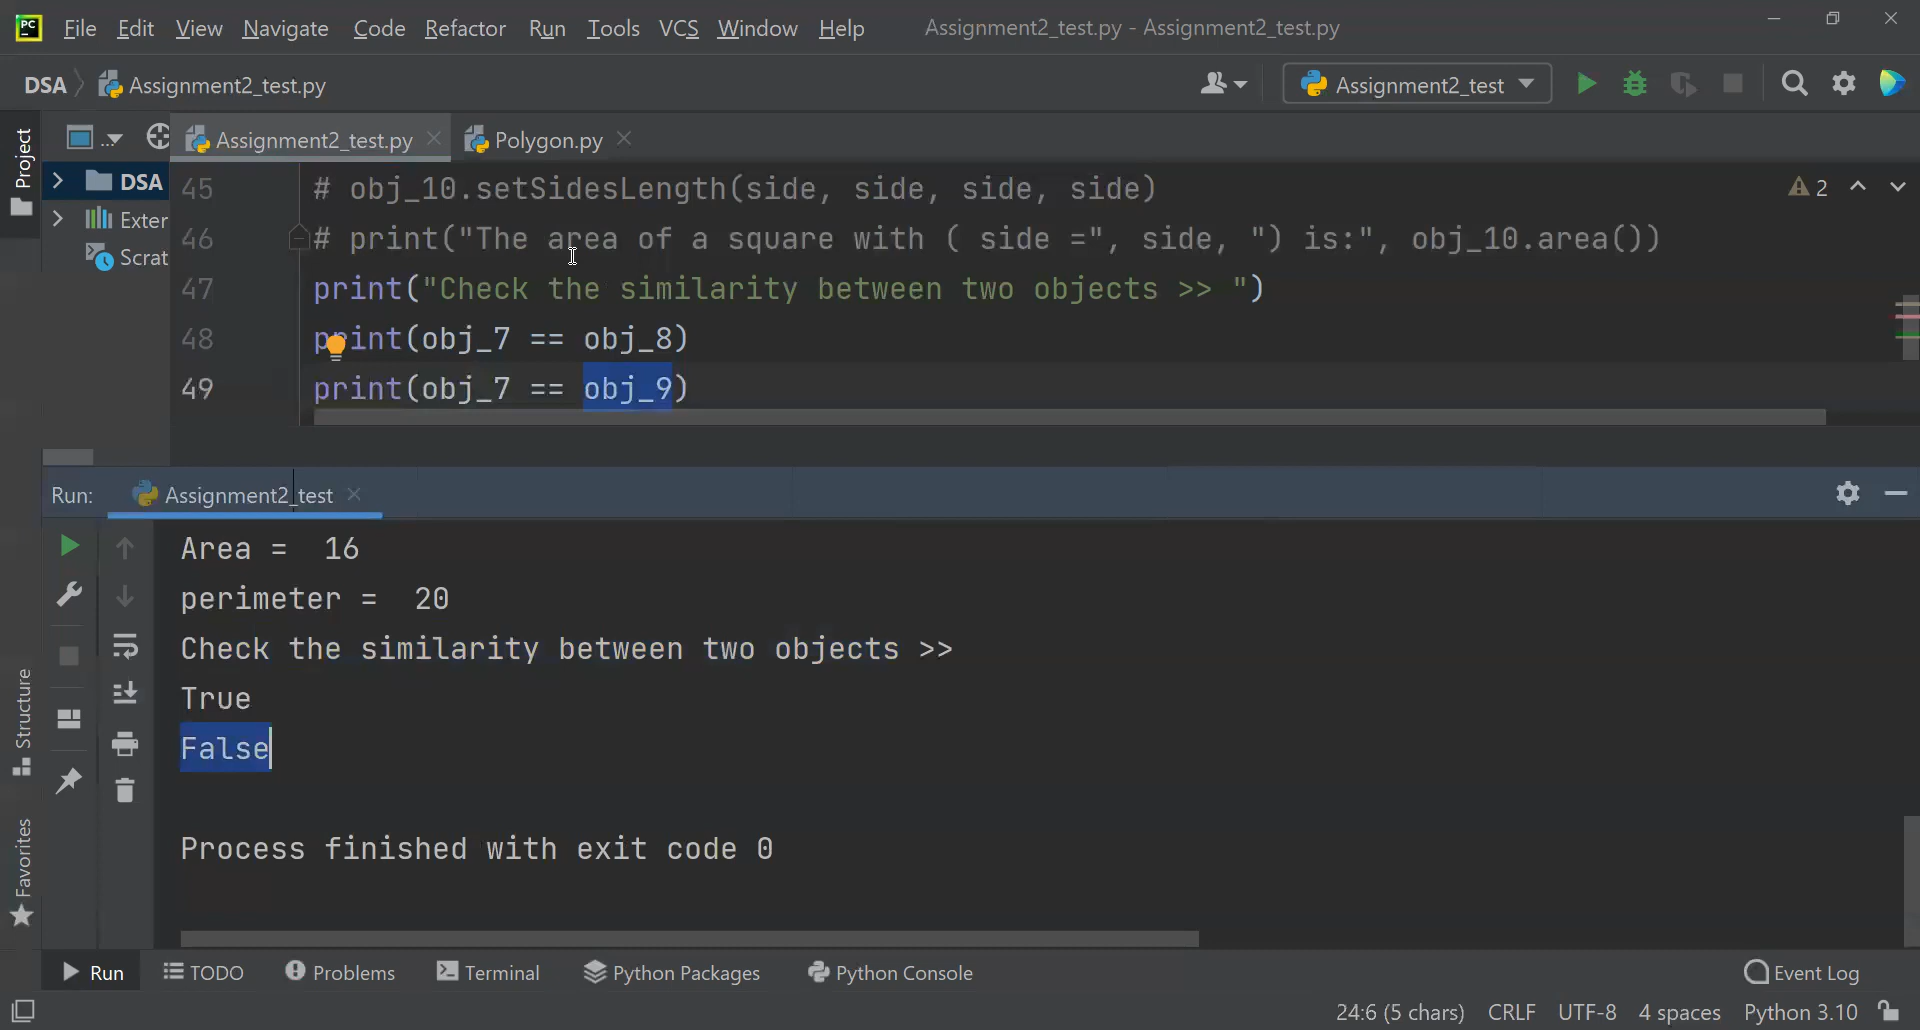 PC File Edit View Navigate Code Refactor Run Tools VCS Window Help Assignment2_test.py - Assignment2_test.py
DSA Assignment2_test.py Assignment2_test
Project
... Assignment2_test.py Polygon.py
DSA
Exter
Scrat
45 # obj_10.setSidesLength(side, side, side, side) 2
46 # print("The area of a square with ( side =", side, ") is:", obj_10.area())
47 print("Check the similarity between two objects >> ")
48 print(obj_7 == obj_8)
49 print(obj_7 == obj_9)
Run: Assignment2_test
Area =  16
perimeter =  20
Check the similarity between two objects >>
True
False
Process finished with exit code 0
Structure
Favorites
Run TODO Problems Terminal Python Packages Python Console Event Log
24:6 (5 chars) CRLF UTF-8 4 spaces Python 3.10